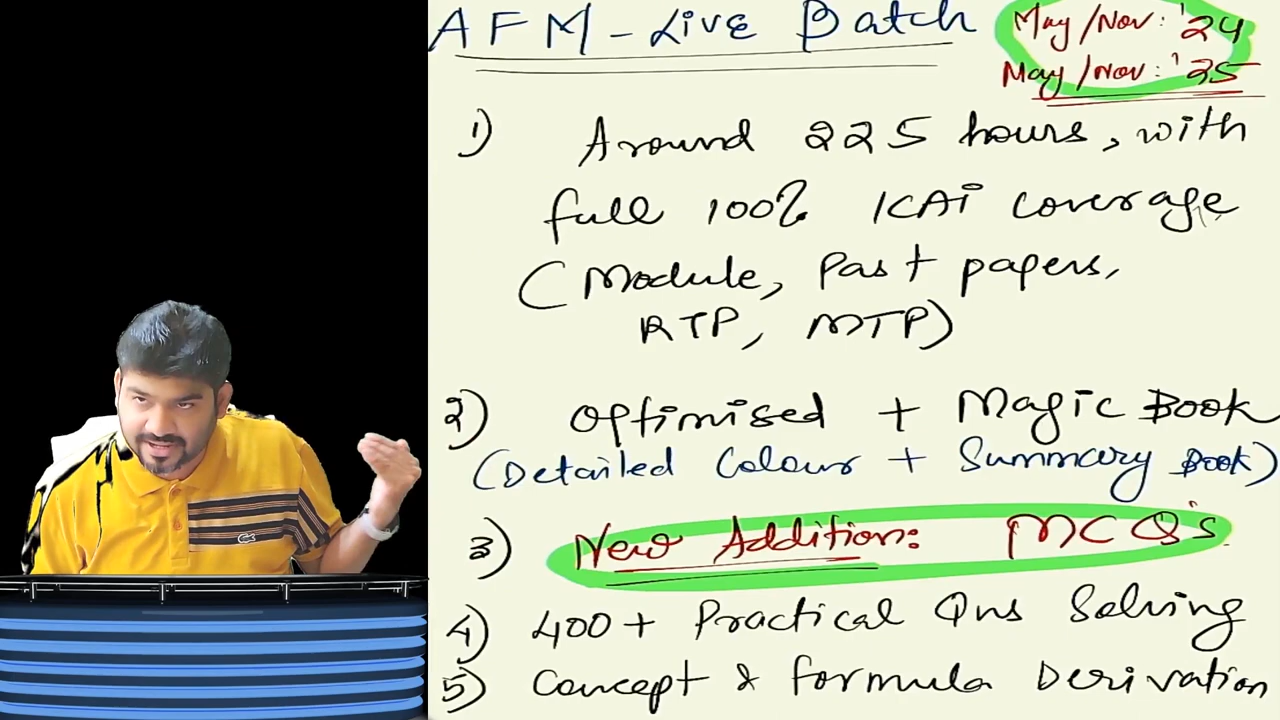 AFM - Live Batch
May/Nov: '24
May/Nov: '25
1) Around 225 hours, with
full 100% ICAI coverage
(Module, Past papers,
RTP, MTP)
2) Optimised + Magic Book
(Detailed Colour + Summary Book)
3) New Addition: MCQ's
4) 400+ Practical Qns Solving
5) Concept & formula Derivation